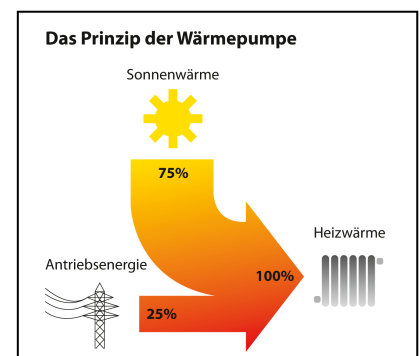 Das Prinzip der Wärmepumpe
Sonnenwärme
75%
Heizwärme
Antriebsenergie
100%
25%